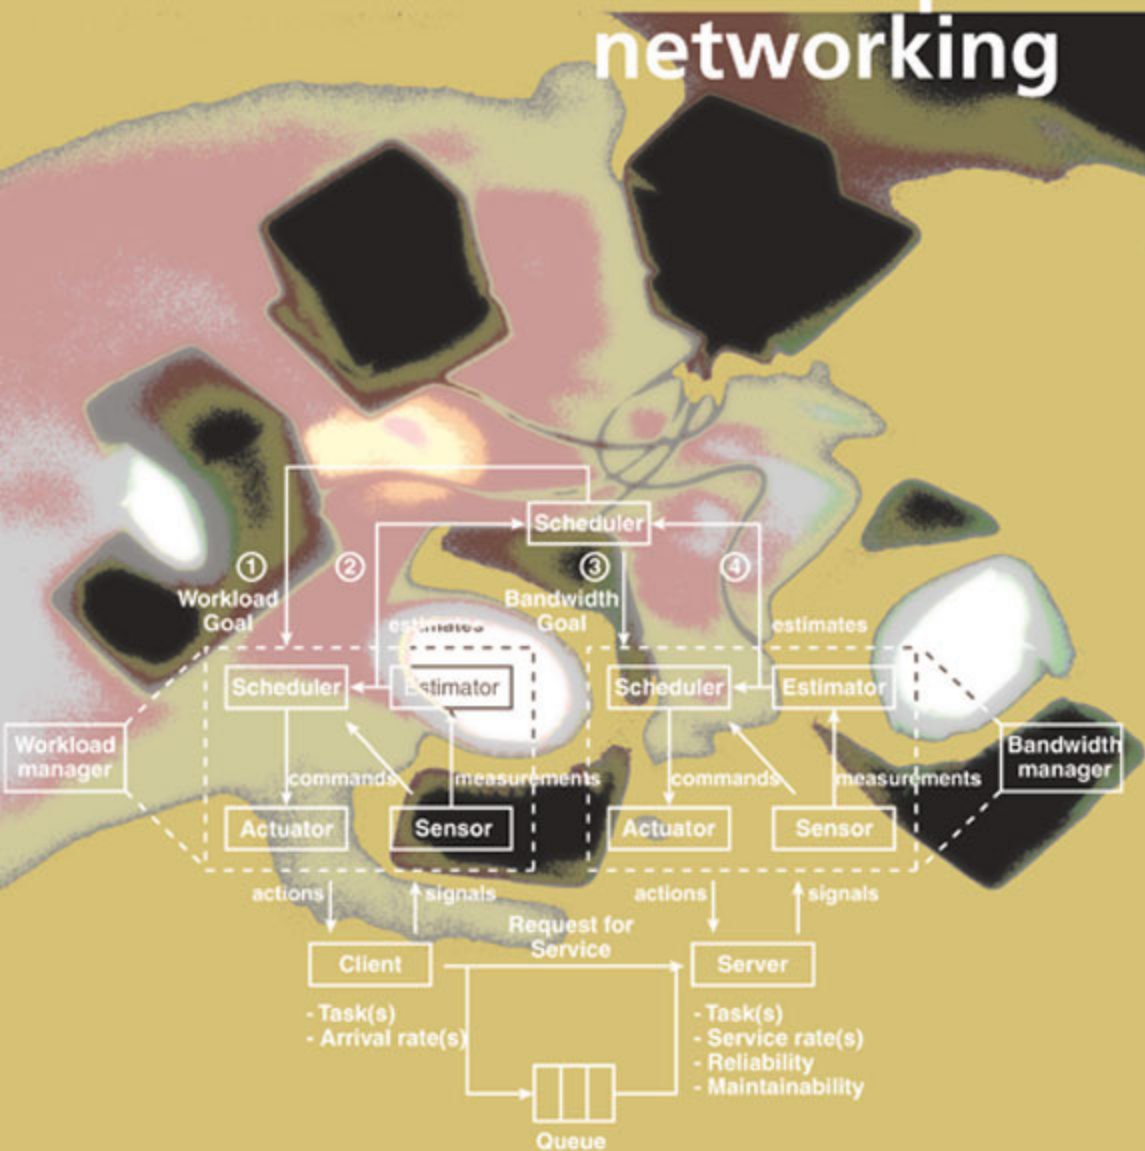 networking
Scheduler
1
2
3
4
Workload
Goal
Bandwidth
Goal
estimates
estimates
Scheduler
Estimator
Scheduler
Estimator
Workload
manager
Bandwidth
manager
commands
measurements
commands
measurements
Actuator
Sensor
Actuator
Sensor
actions
signals
actions
signals
Request for
Service
Client
Server
- Task(s)
- Arrival rate(s)
- Task(s)
- Service rate(s)
- Reliability
- Maintainability
Queue